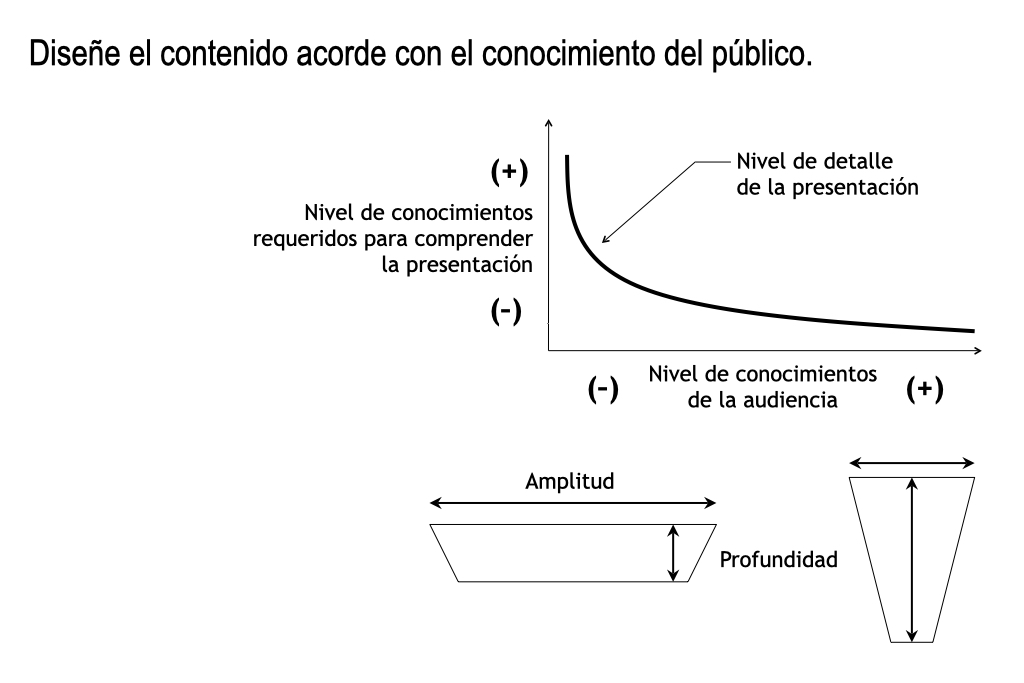 Diseñe el contenido acorde con el conocimiento del público.
(+)
Nivel de conocimientos
requeridos para comprender
la presentación
(-)
Nivel de detalle
de la presentación
(-)
Nivel de conocimientos
de la audiencia
(+)
Amplitud
Profundidad